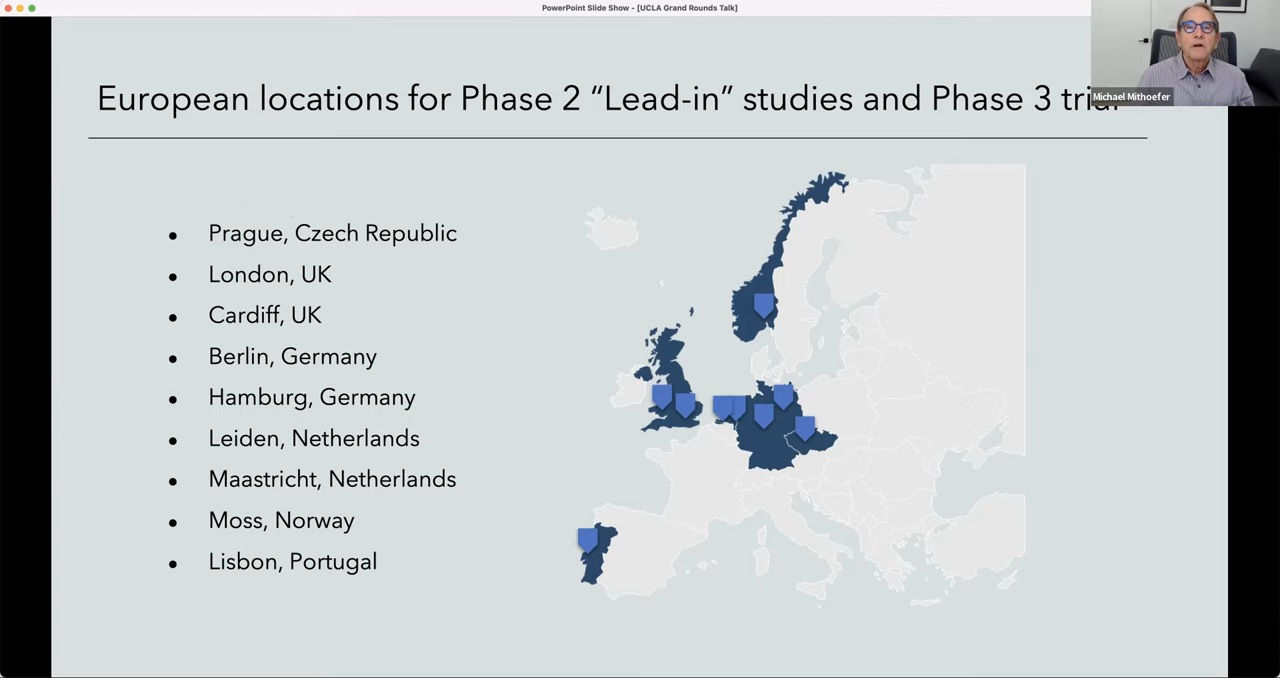 PowerPoint Slide Show - [UCLA Grand Rounds Talk]
European locations for Phase 2 “Lead-in” studies and Phase 3
Michael Mithoefer
Prague, Czech Republic
London, UK
Cardiff, UK
Berlin, Germany
Hamburg, Germany
Leiden, Netherlands
Maastricht, Netherlands
Moss, Norway
Lisbon, Portugal